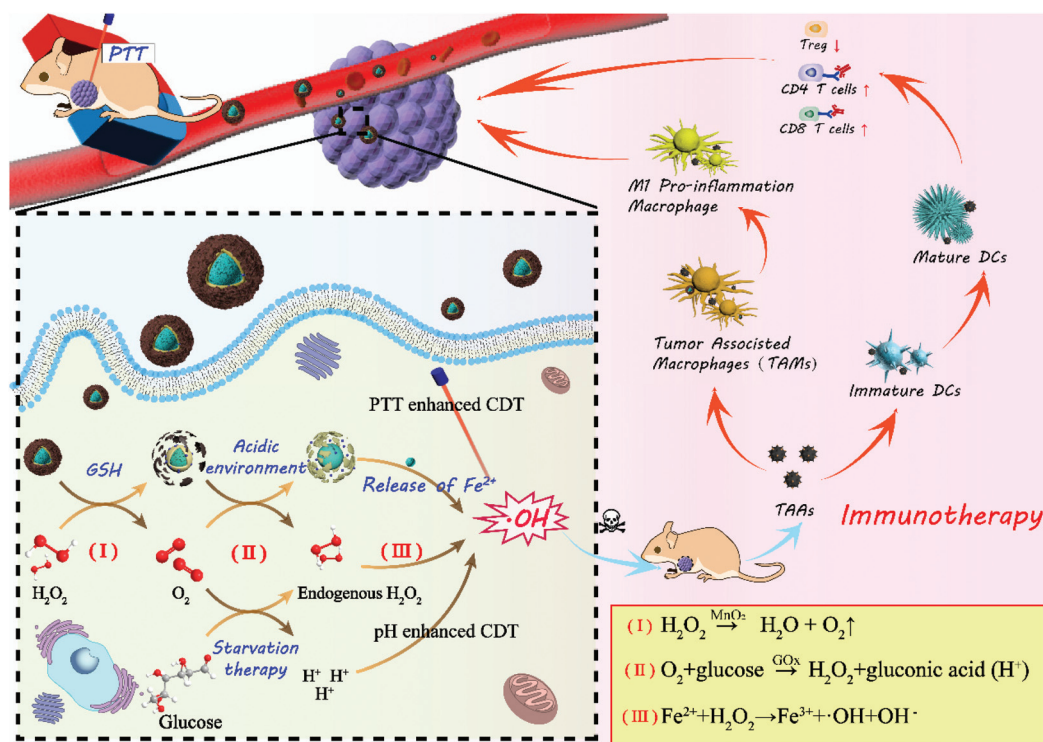 PTT
Treg ↓
CD4 T cells ↑
CD8 T cells ↑
M1 Pro-inflammation
Macrophage
Mature DCs
Tumor Associsted
Macrophages (TAMs)
Immature DCs
TAAs
Immunotherapy
PTT enhanced CDT
GSH
Acidic
environment
Release of Fe²⁺
·OH
(I)
(II)
(III)
H₂O₂
O₂
Endogenous H₂O₂
pH enhanced CDT
Starvation
therapy
H⁺ H⁺
H⁺
Glucose
(I) H₂O₂ MnO₂→ H₂O + O₂↑
(II) O₂+glucose GOx→ H₂O₂+gluconic acid (H⁺)
(III) Fe²⁺+H₂O₂→Fe³⁺+·OH+OH⁻